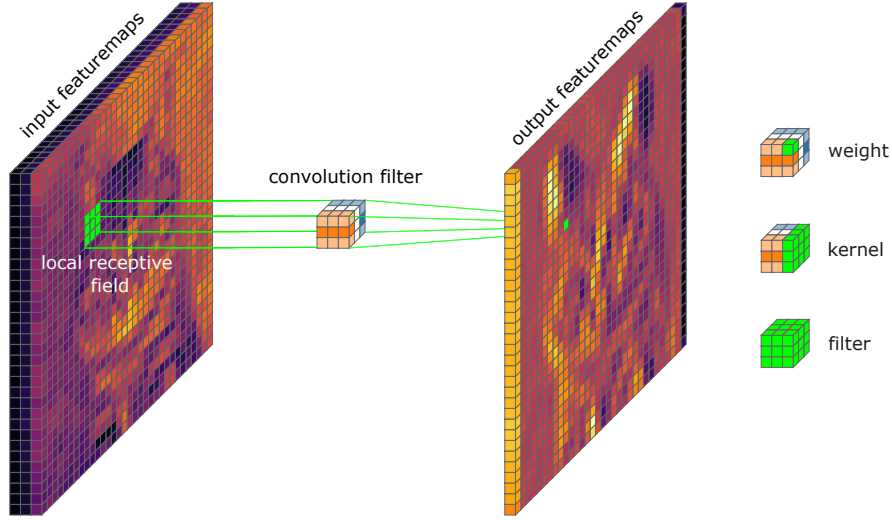 input featuremaps
output featuremaps
convolution filter
local receptive
field
weight
kernel
filter